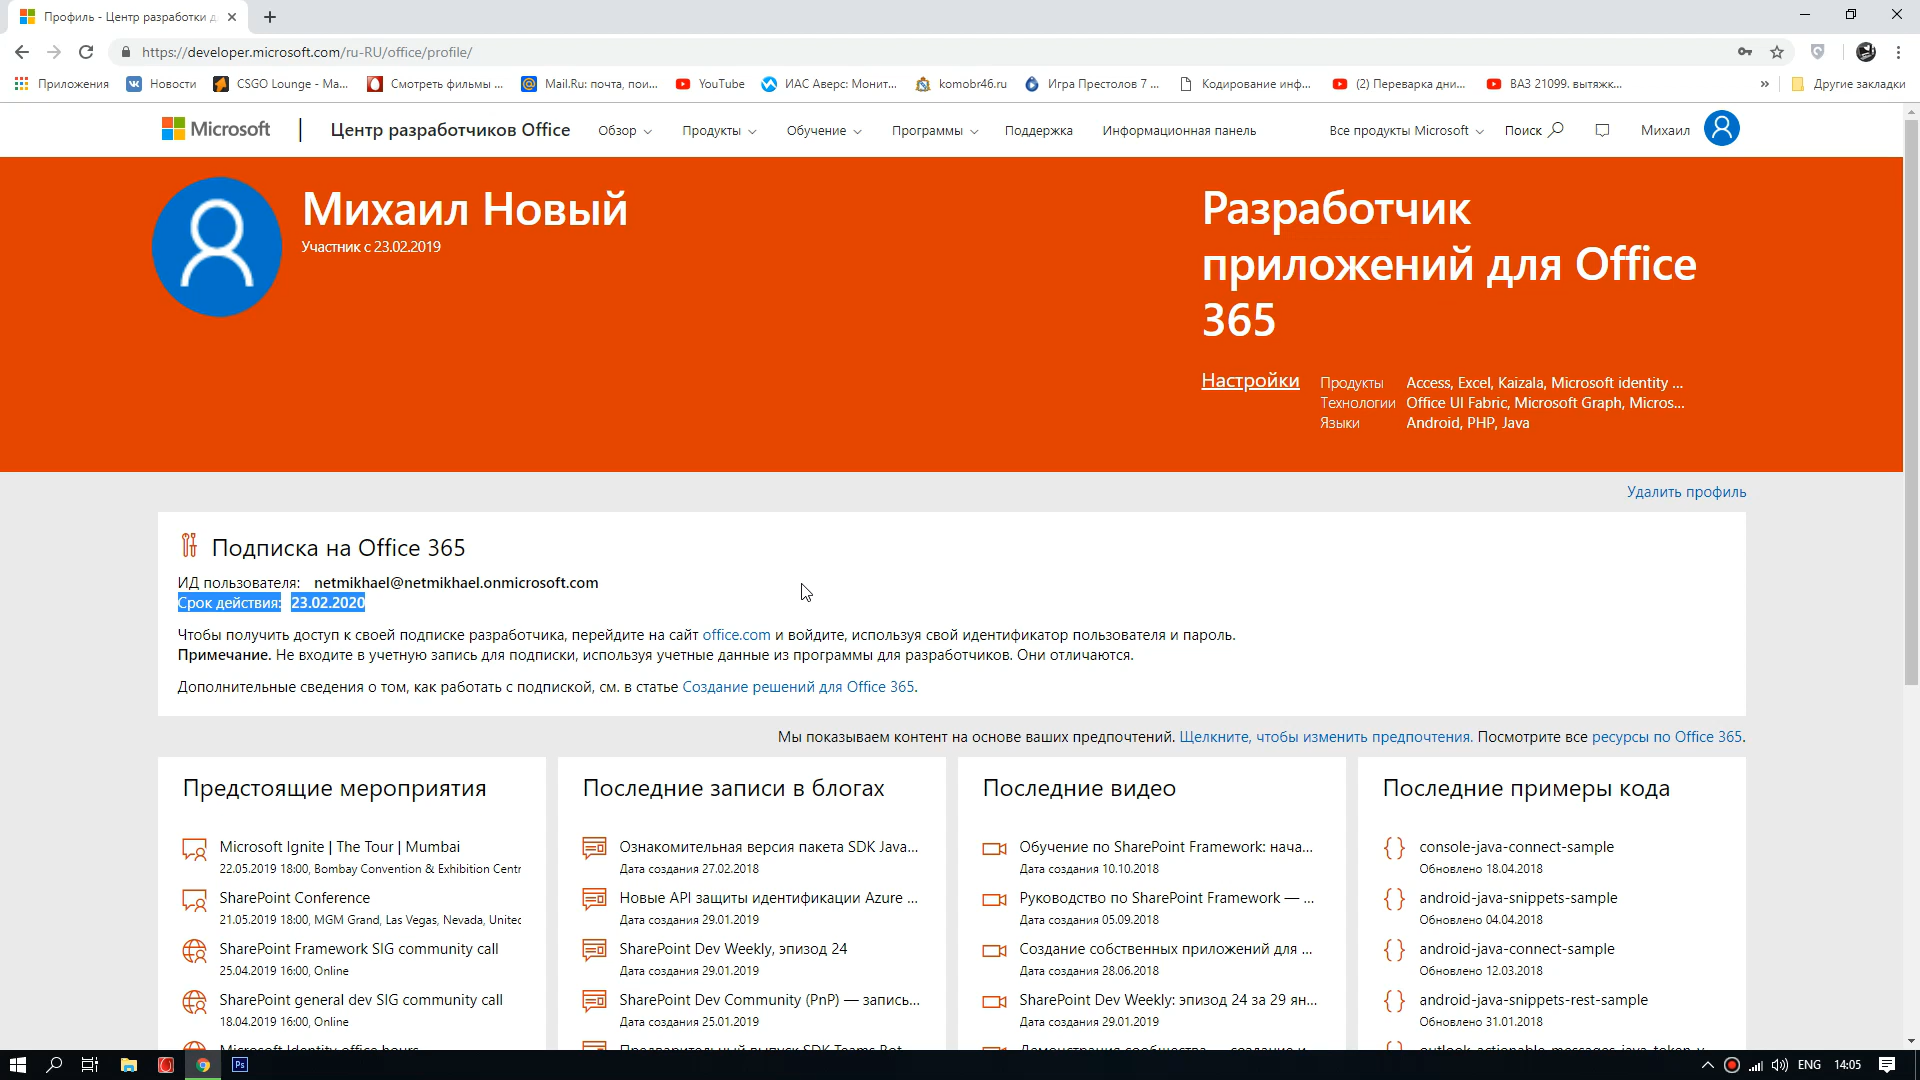 Профиль - Центр разработки д
https://developer.microsoft.com/ru-RU/office/profile/
Приложения Новости CSGO Lounge - Ma... Смотреть фильмы ... Mail.Ru: почта, пои... YouTube ИАС Аверс: Монит... komobr46.ru Игра Престолов 7 ... Кодирование инф... (2) Переварка дни... ВАЗ 21099. вытяжк... » Другие закладки
Microsoft Центр разработчиков Office Обзор Продукты Обучение Программы Поддержка Информационная панель Все продукты Microsoft Поиск Михаил
Михаил Новый
Участник с 23.02.2019
Разработчик
приложений для Office
365
Настройки
Продукты Access, Excel, Kaizala, Microsoft identity ...
Технологии Office UI Fabric, Microsoft Graph, Micros...
Языки Android, PHP, Java
Удалить профиль
Подписка на Office 365
ИД пользователя: netmikhael@netmikhael.onmicrosoft.com
Срок действия: 23.02.2020
Чтобы получить доступ к своей подписке разработчика, перейдите на сайт office.com и войдите, используя свой идентификатор пользователя и пароль.
Примечание. Не входите в учетную запись для подписки, используя учетные данные из программы для разработчиков. Они отличаются.
Дополнительные сведения о том, как работать с подпиской, см. в статье Создание решений для Office 365.
Мы показываем контент на основе ваших предпочтений. Щелкните, чтобы изменить предпочтения. Посмотрите все ресурсы по Office 365.
Предстоящие мероприятия
Microsoft Ignite | The Tour | Mumbai
22.05.2019 18:00, Bombay Convention & Exhibition Centr
SharePoint Conference
21.05.2019 18:00, MGM Grand, Las Vegas, Nevada, Unitec
SharePoint Framework SIG community call
25.04.2019 16:00, Online
SharePoint general dev SIG community call
18.04.2019 16:00, Online
Microsoft Identity office hours
Последние записи в блогах
Ознакомительная версия пакета SDK Java...
Дата создания 27.02.2018
Новые API защиты идентификации Azure ...
Дата создания 29.01.2019
SharePoint Dev Weekly, эпизод 24
Дата создания 29.01.2019
SharePoint Dev Community (PnP) — запись...
Дата создания 25.01.2019
Предварительный выпуск SDK Teams Bot
Последние видео
Обучение по SharePoint Framework: нача...
Дата создания 10.10.2018
Руководство по SharePoint Framework — ...
Дата создания 05.09.2018
Создание собственных приложений для ...
Дата создания 28.06.2018
SharePoint Dev Weekly: эпизод 24 за 29 ян...
Дата создания 29.01.2019
Демонстрация сообщества — создание и
Последние примеры кода
console-java-connect-sample
Обновлено 18.04.2018
android-java-snippets-sample
Обновлено 04.04.2018
android-java-connect-sample
Обновлено 12.03.2018
android-java-snippets-rest-sample
Обновлено 31.01.2018
outlook-actionable-messages-java-token-v
Ps ENG 14:05